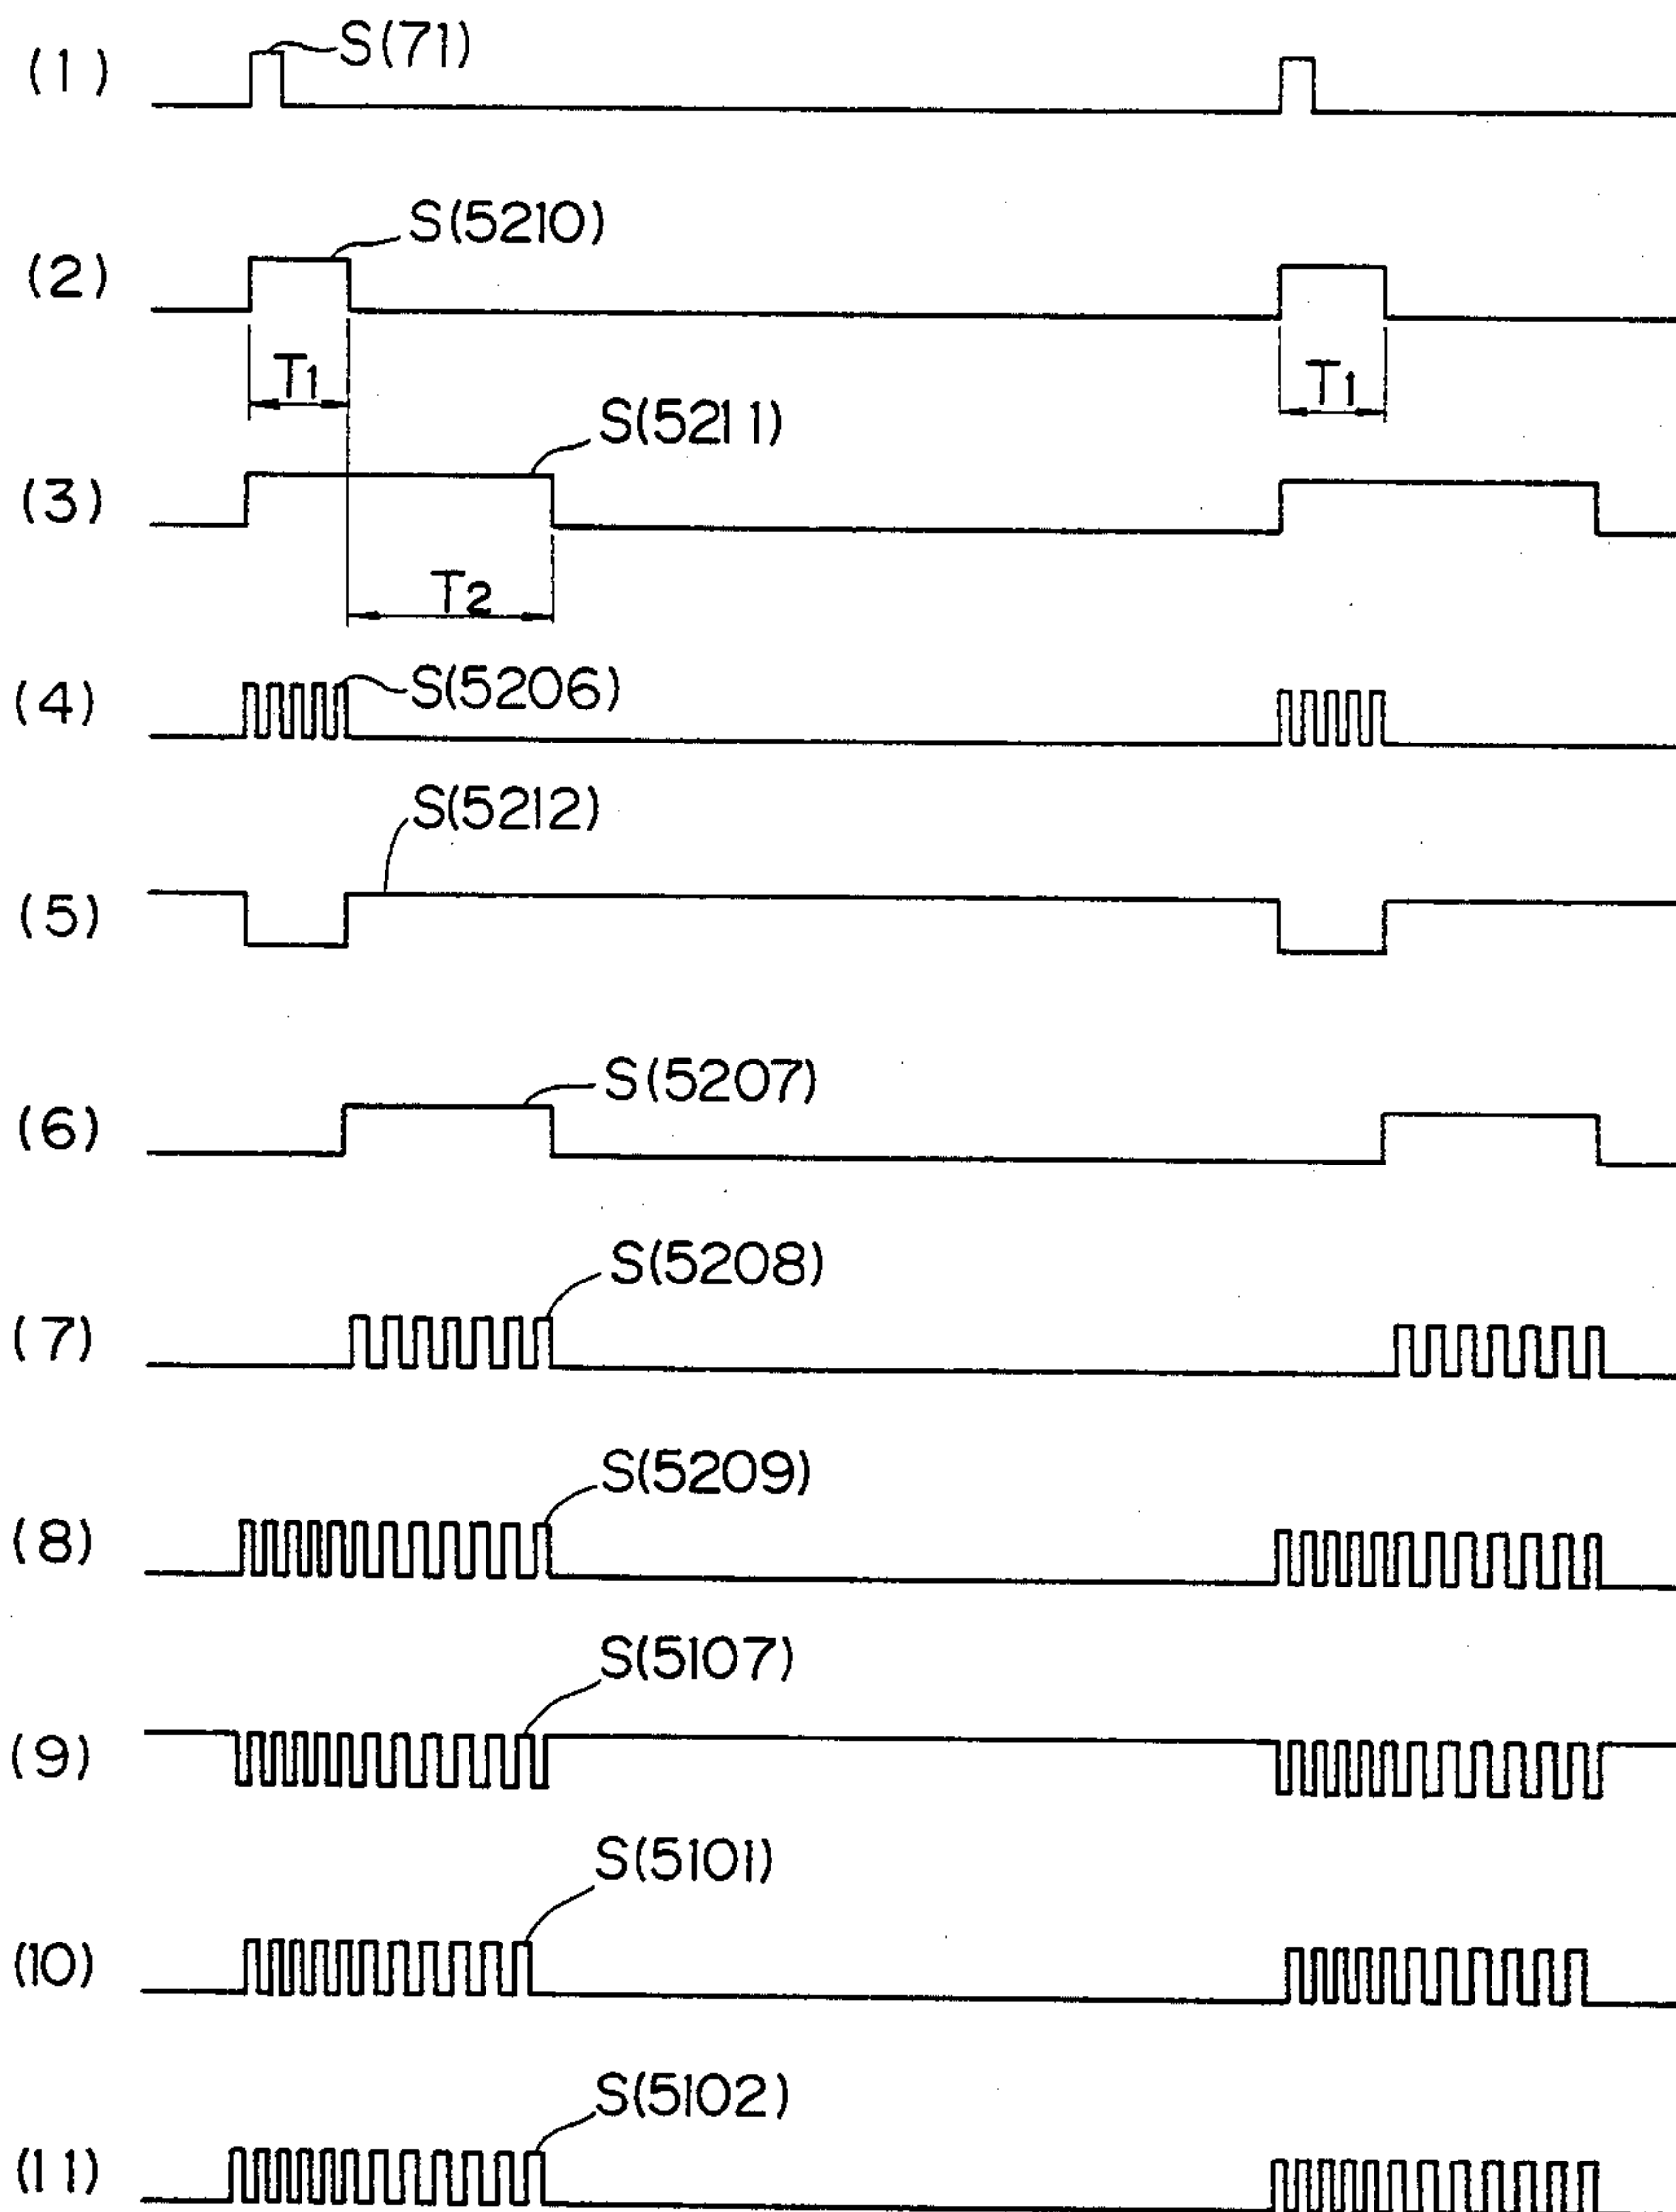 (1) S(71)
(2) S(5210)
T1 T1
(3) S(5211)
T2
(4) S(5206)
(5) S(5212)
(6) S(5207)
(7) S(5208)
(8) S(5209)
(9) S(5107)
(10) S(5101)
(11) S(5102)